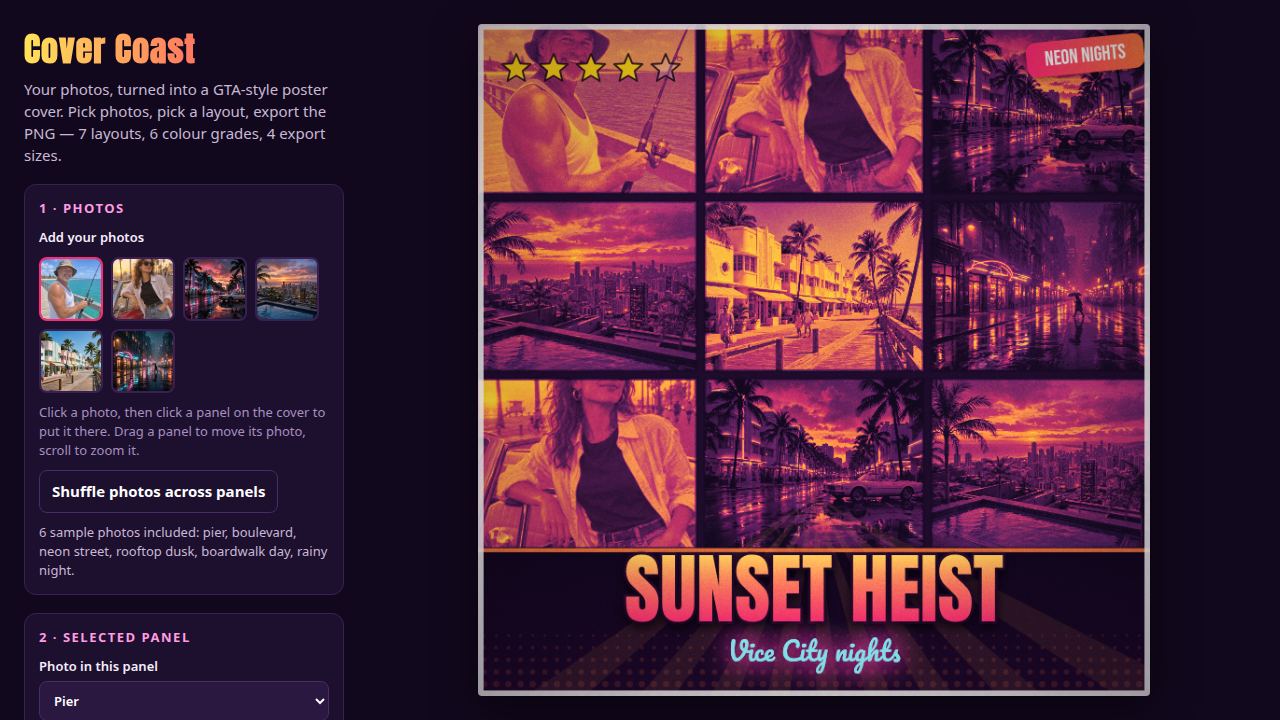 Cover Coast
Your photos, turned into a GTA-style poster
cover. Pick photos, pick a layout, export the
PNG — 7 layouts, 6 colour grades, 4 export
sizes.
1 · PHOTOS
Add your photos
Click a photo, then click a panel on the cover to
put it there. Drag a panel to move its photo,
scroll to zoom it.
Shuffle photos across panels
6 sample photos included: pier, boulevard,
neon street, rooftop dusk, boardwalk day, rainy
night.
2 · SELECTED PANEL
Photo in this panel
Pier
NEON NIGHTS
SUNSET HEIST
Vice City nights